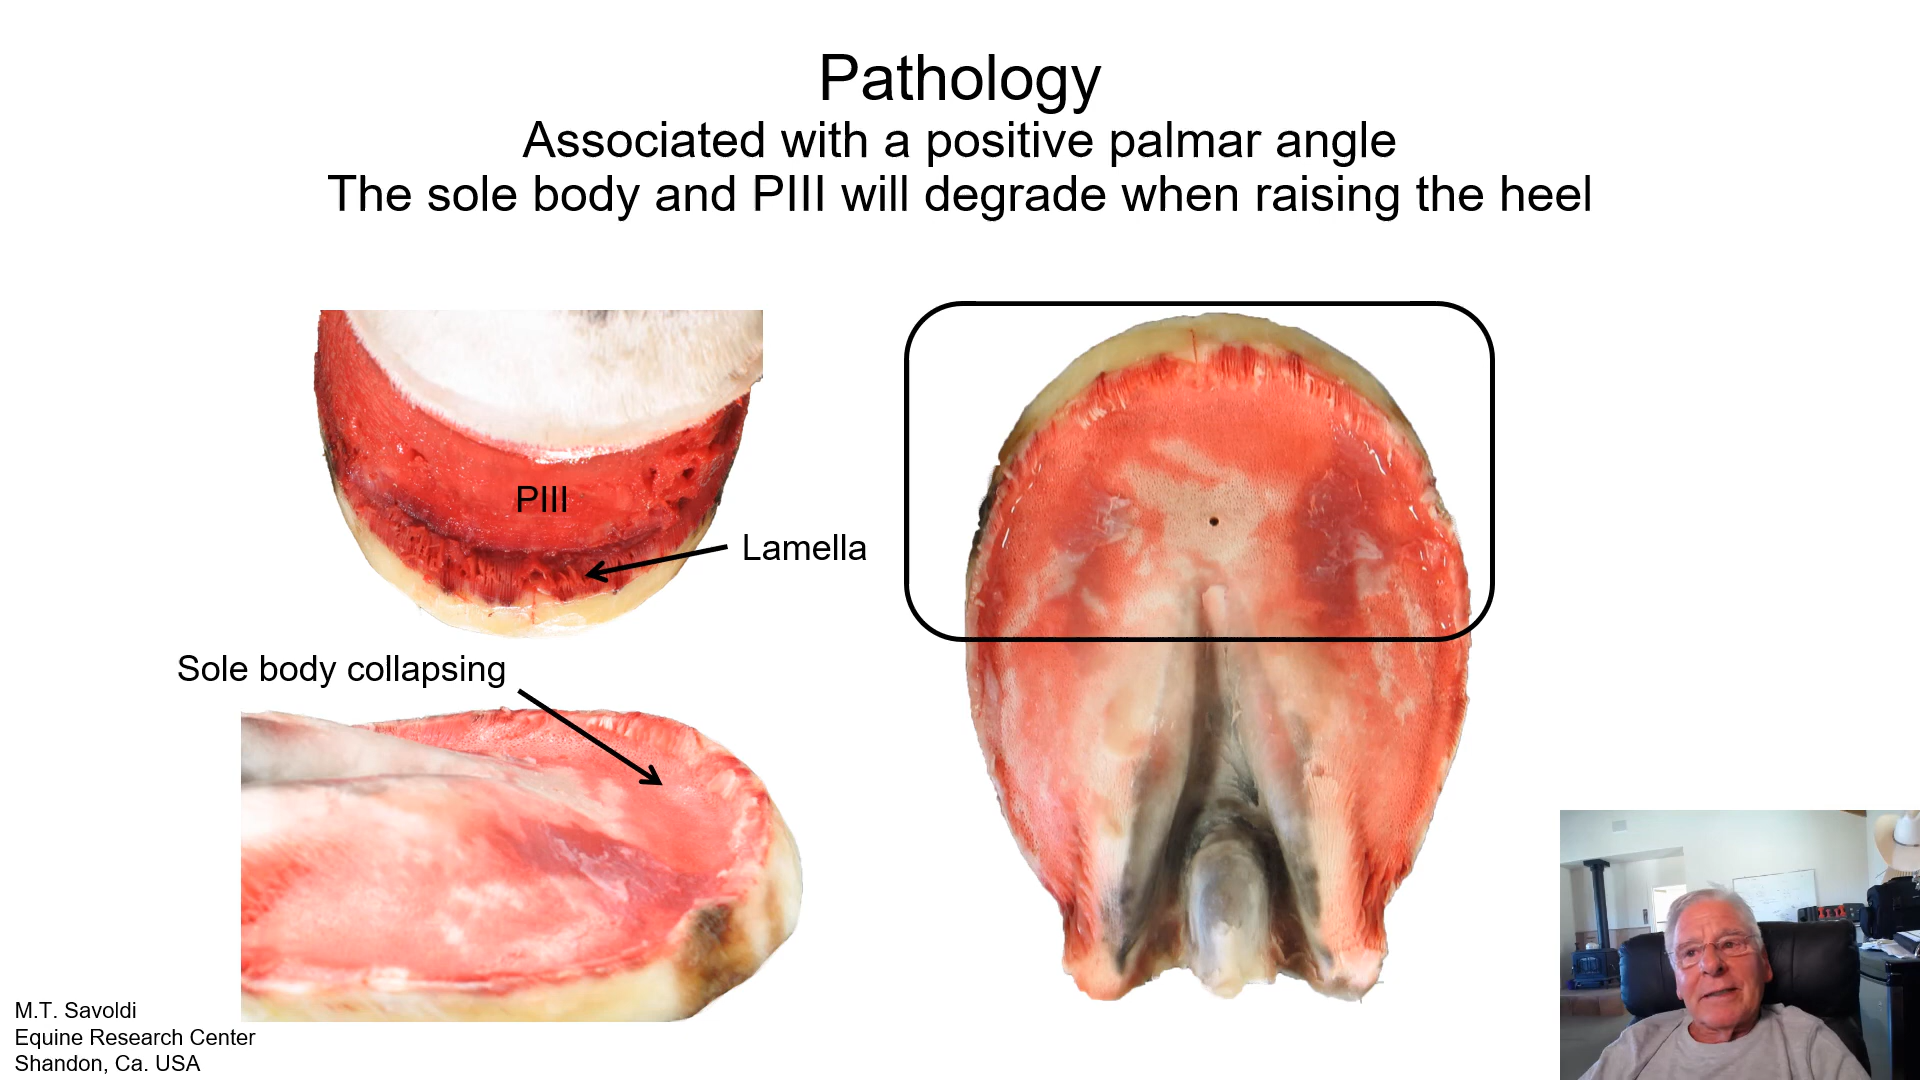 Pathology
Associated with a positive palmar angle
The sole body and PIII will degrade when raising the heel
PIII
Lamella
Sole body collapsing
M.T. Savoldi
Equine Research Center
Shandon, Ca. USA